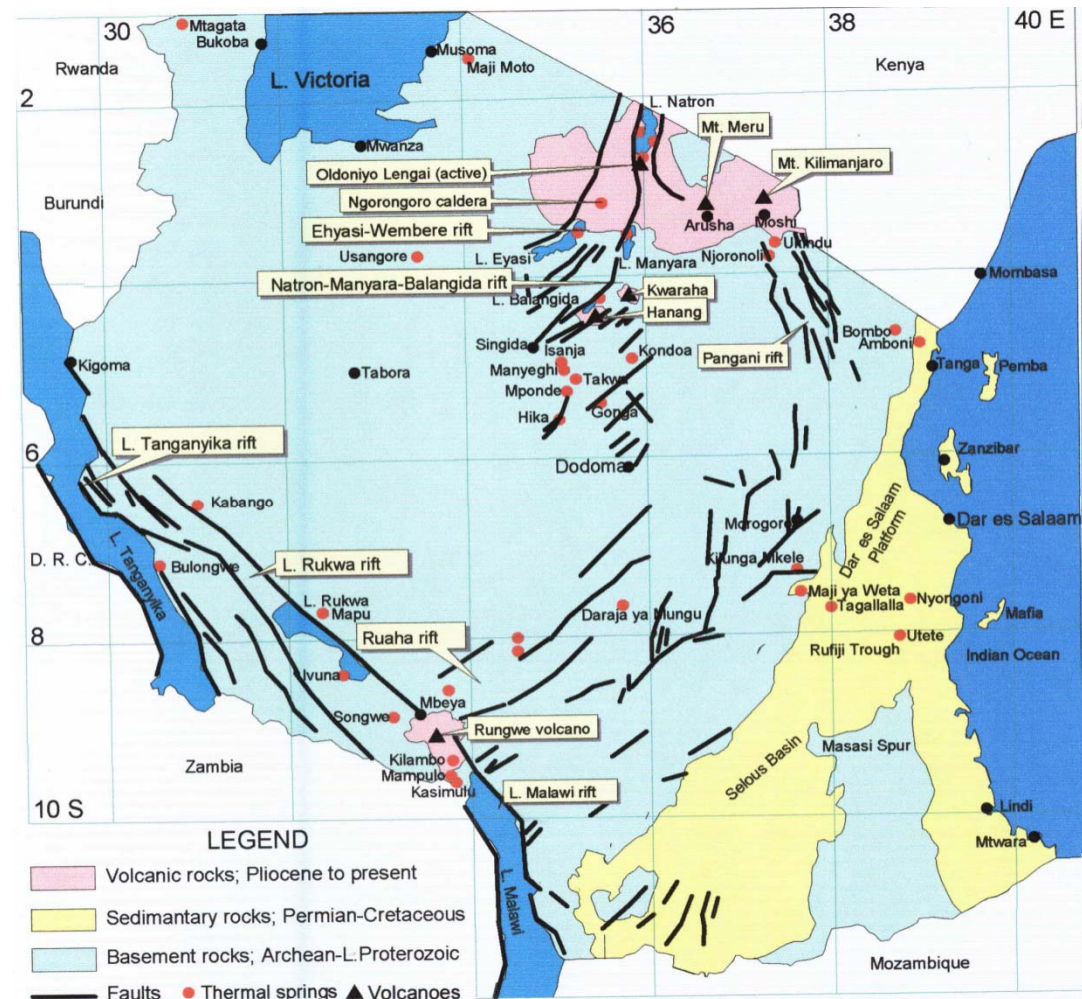 30
36
38
40 E
Mtagata
Bukoba
Musoma
Maji Moto
Rwanda
L. Victoria
Kenya
2
L. Natron
Mt. Meru
Mwanza
Mt. Kilimanjaro
Oldoniyo Lengai (active)
Burundi
Ngorongoro caldera
Arusha
Moshi
Ehyasi-Wembere rift
Ukindu
Usangore
L. Eyasi
L. Manyara
Njoronoli
Mombasa
Natron-Manyara-Balangida rift
Kwaraha
L. Balangida
Hanang
Bombo
Amboni
Singida
Isanja
Kondoa
Pangani rift
Kigoma
Tabora
Manyeghi
Takwa
Tanga
Pemba
Mponde
Hika
Gonga
L. Tanganyika rift
6
Dodoma
Zanzibar
Kabango
Morogoro
Dar es Salaam
Platform
Dar es Salaam
D. R. C.
L. Tanganyika
Bulongwe
L. Rukwa rift
Kilunga Mkele
L. Rukwa
Mapu
Daraja ya Mungu
Maji ya Weta
Nyongoni
Tagallalla
Mafia
8
Ruaha rift
Utete
Rufiji Trough
Indian Ocean
Ivuna
Mbeya
Songwe
Rungwe volcano
Masasi Spur
Zambia
Kilambo
Mampulo
Kasimulu
Selous Basin
L. Malawi rift
Lindi
10 S
Mtwara
LEGEND
Volcanic rocks; Pliocene to present
Sedimantary rocks; Permian-Cretaceous
L. Malawi
Basement rocks; Archean-L.Proterozoic
Mozambique
Faults
Thermal springs
Volcanoes